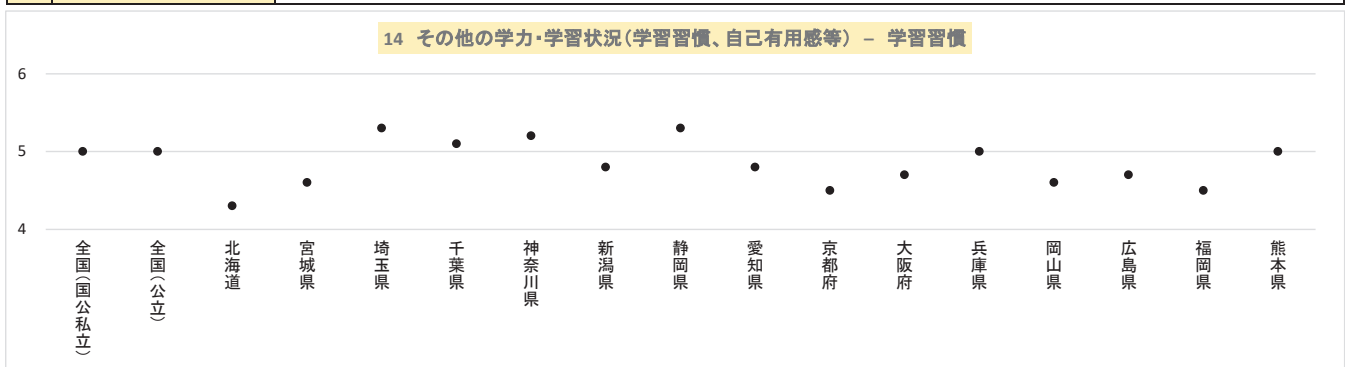 14 その他の学力・学習状況(学習習慣、自己有用感等) － 学習習慣
6
5
4
全国(国公私立)
全国(公立)
北海道
宮城県
埼玉県
千葉県
神奈川県
新潟県
静岡県
愛知県
京都府
大阪府
兵庫県
岡山県
広島県
福岡県
熊本県